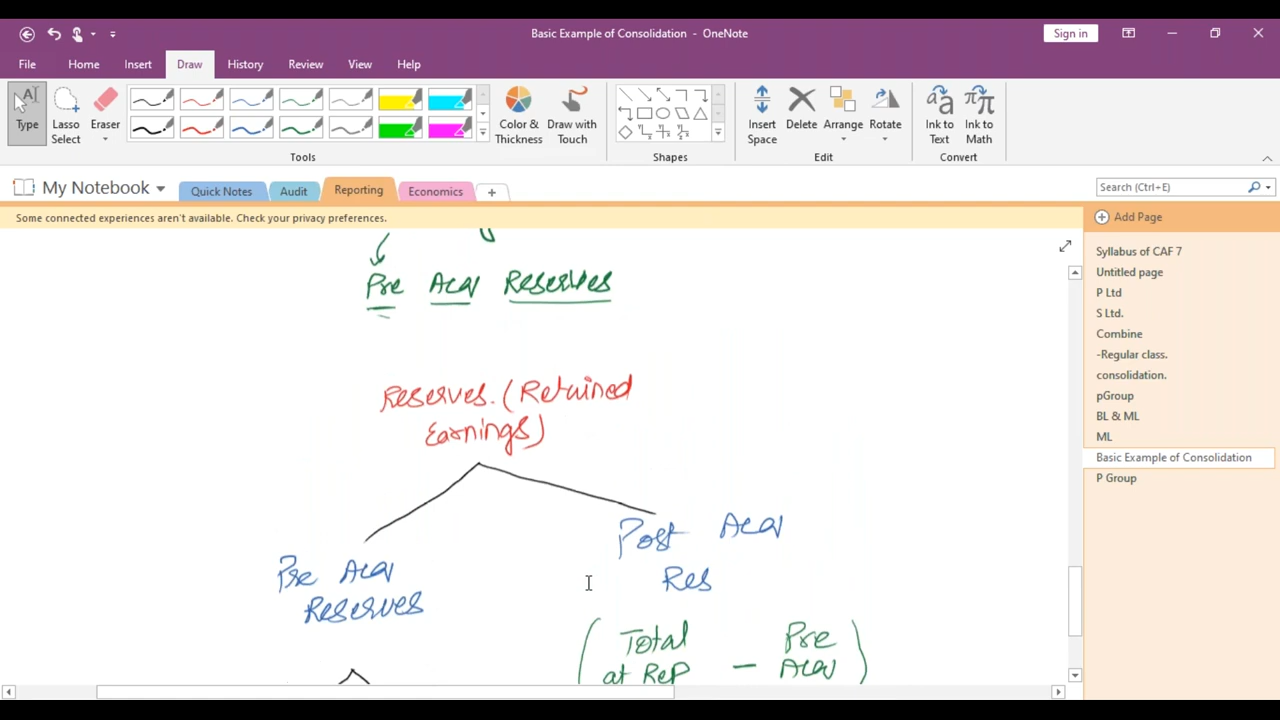 Basic Example of Consolidation - OneNote
Sign in
File Home Insert Draw History Review View Help
Type
Lasso Select
Eraser
Color & Thickness
Draw with Touch
Insert Space
Delete
Arrange
Rotate
Ink to Text
Ink to Math
Tools
Shapes
Edit
Convert
My Notebook
Quick Notes
Audit
Reporting
Economics
Search (Ctrl+E)
Some connected experiences aren't available. Check your privacy preferences.
Add Page
Syllabus of CAF 7
Untitled page
P Ltd
S Ltd.
Combine
-Regular class.
consolidation.
pGroup
BL & ML
ML
Basic Example of Consolidation
P Group
Pre Acq Reserves
Reserves. (Retained
Earnings)
Pre Acq
Reserves
Post Acq
Res
( Total - Pre )
at Rep Acq